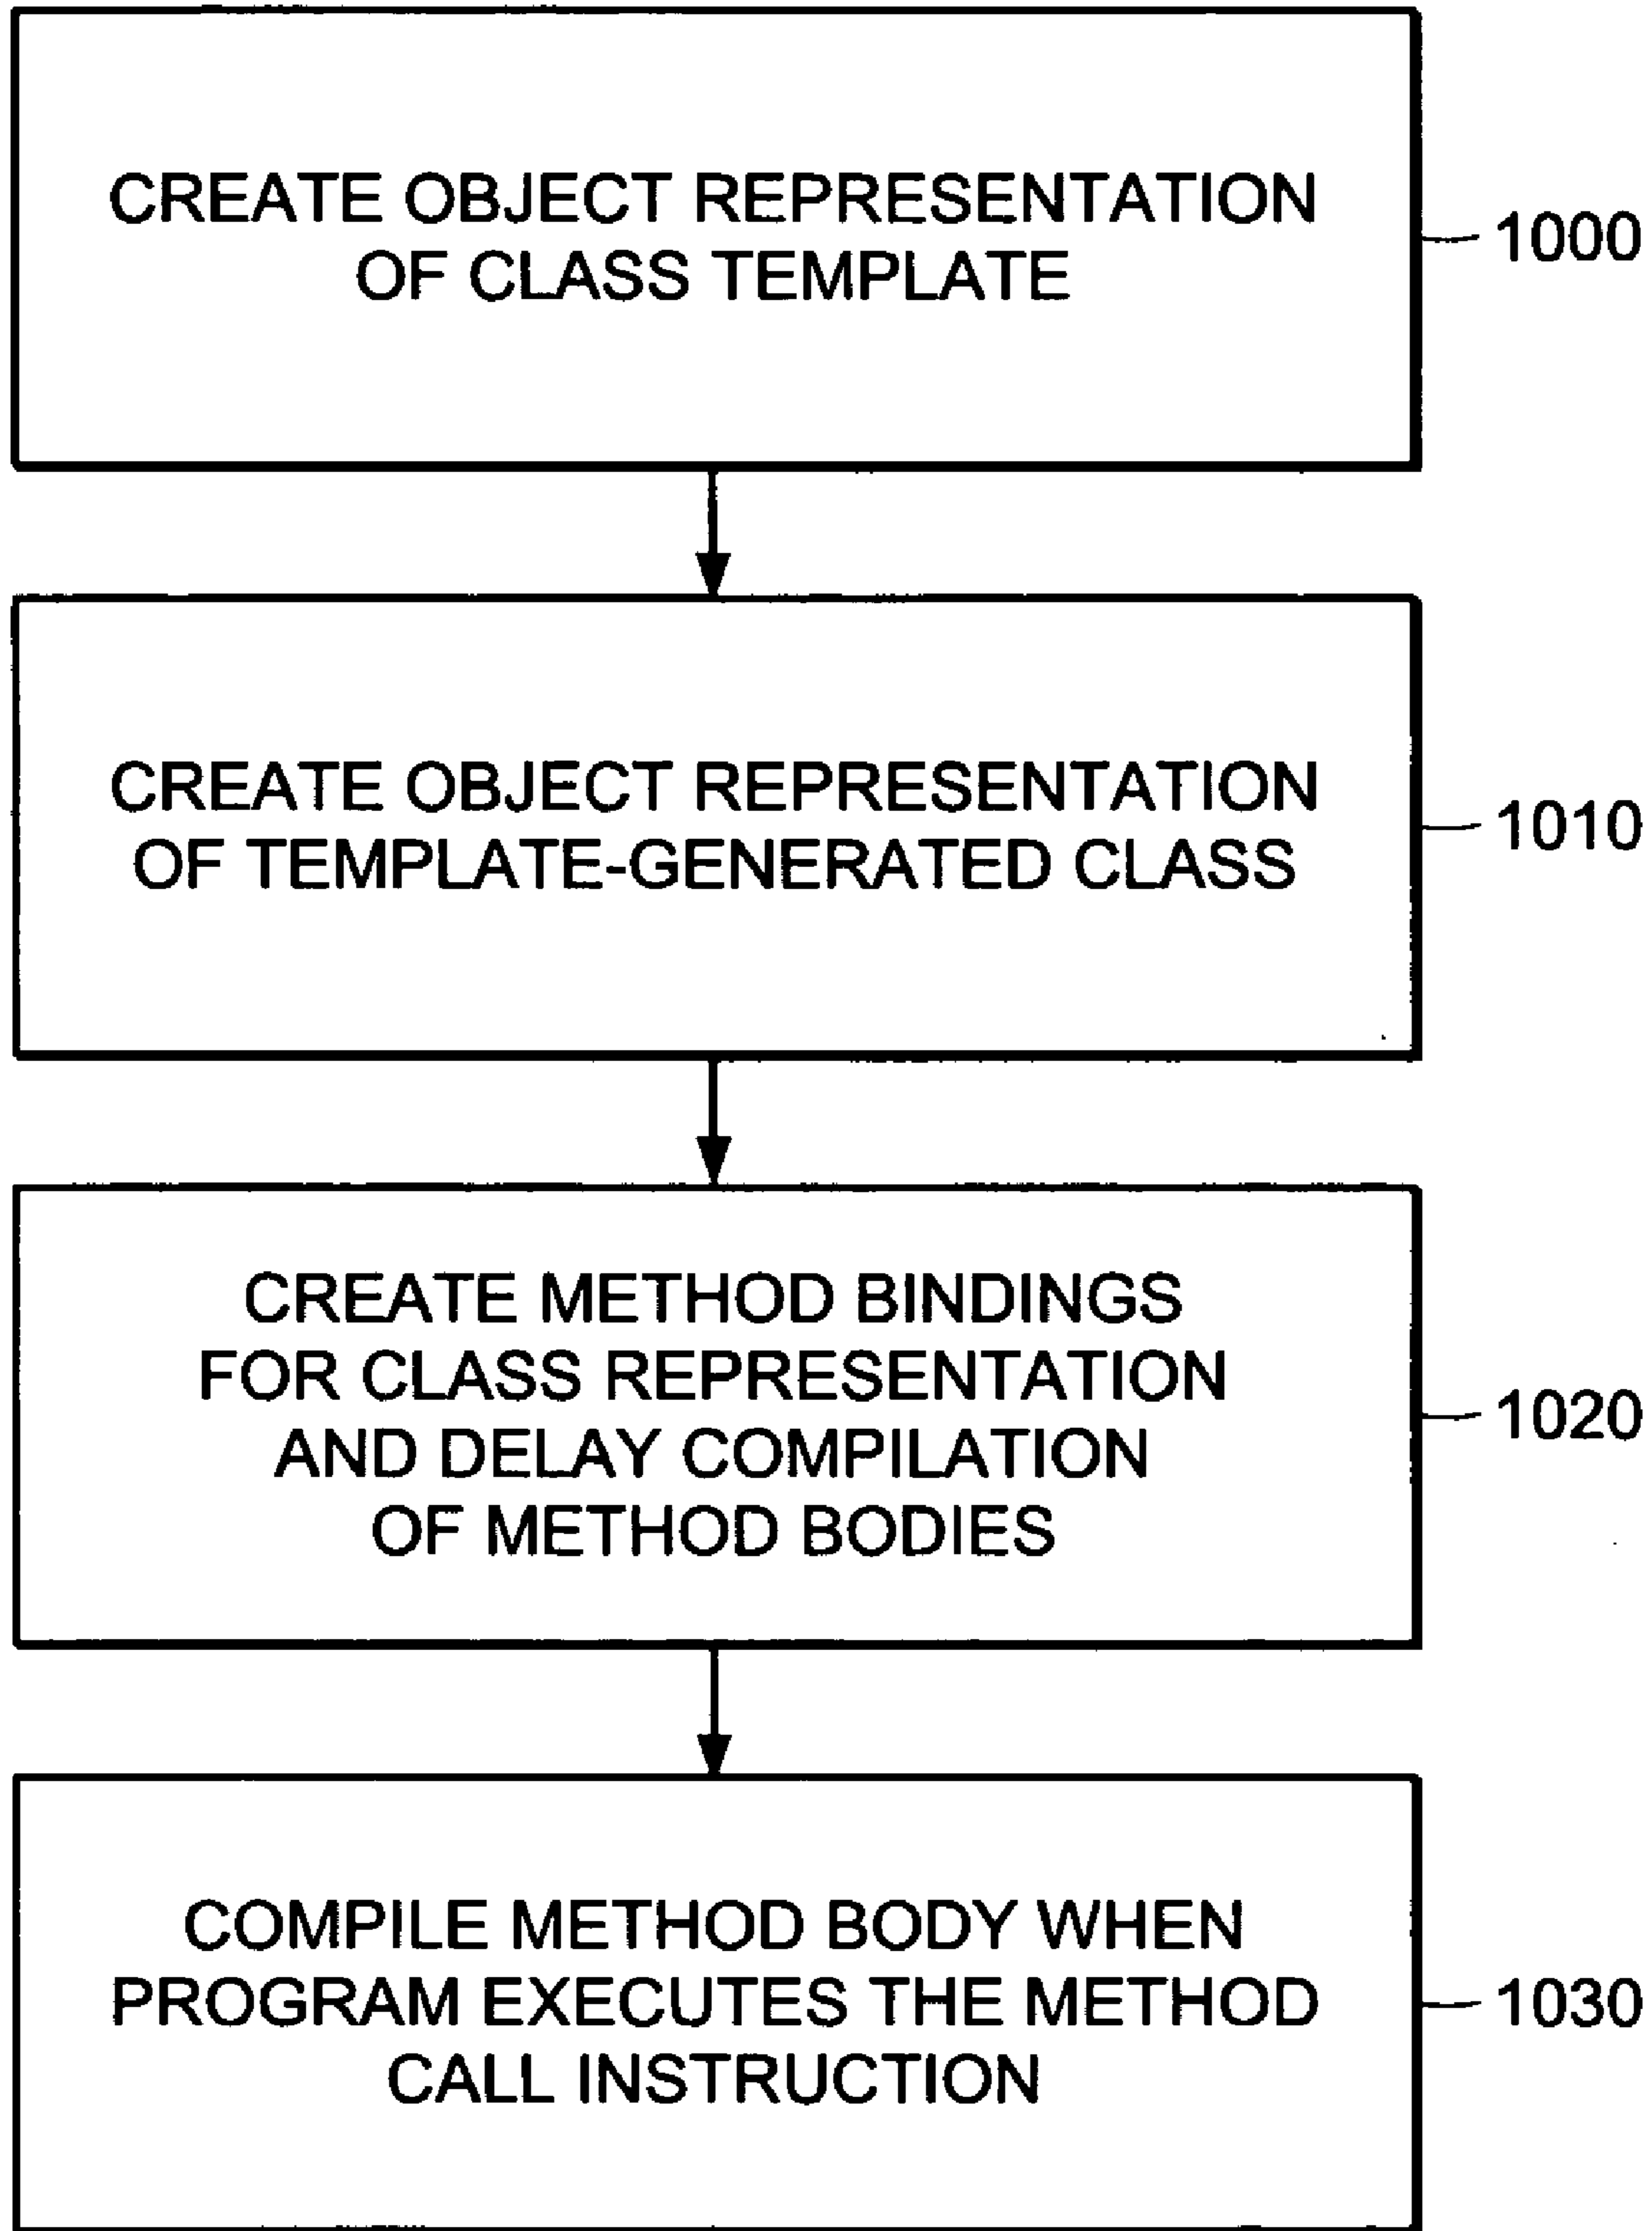 CREATE OBJECT REPRESENTATION
OF CLASS TEMPLATE
1000
CREATE OBJECT REPRESENTATION
OF TEMPLATE-GENERATED CLASS
1010
CREATE METHOD BINDINGS
FOR CLASS REPRESENTATION
AND DELAY COMPILATION
OF METHOD BODIES
1020
COMPILE METHOD BODY WHEN
PROGRAM EXECUTES THE METHOD
CALL INSTRUCTION
1030